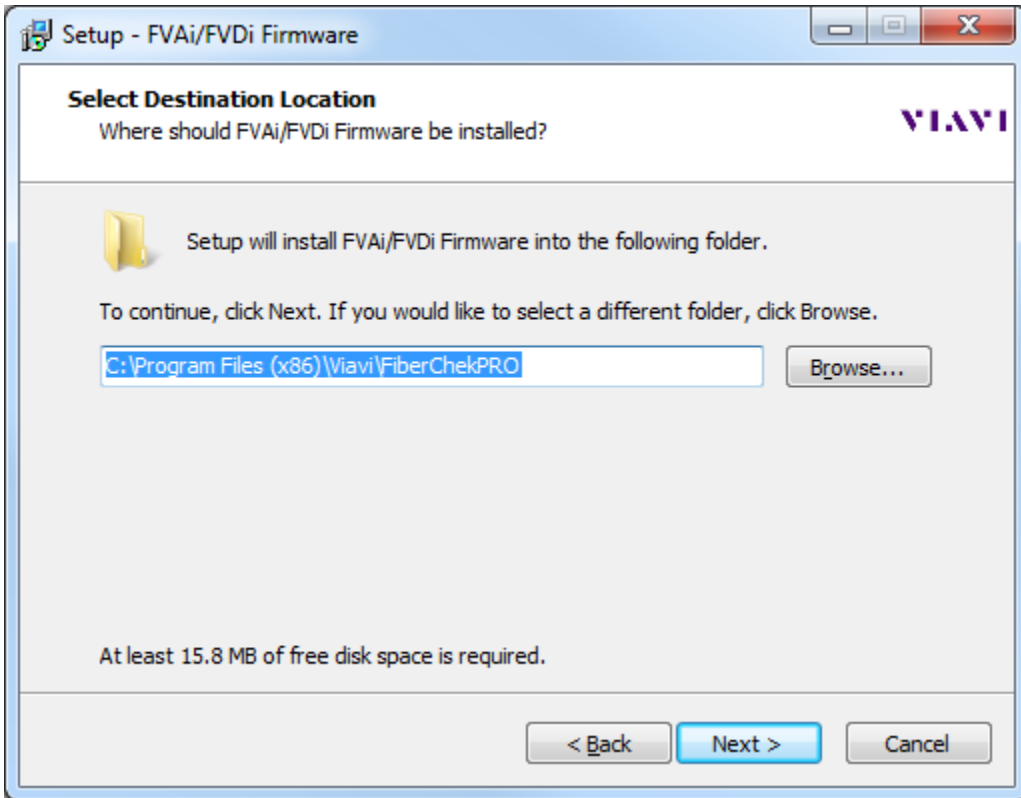 Setup - FVAi/FVDi Firmware
Select Destination Location
Where should FVAi/FVDi Firmware be installed?
VIAVI
Setup will install FVAi/FVDi Firmware into the following folder.
To continue, click Next. If you would like to select a different folder, click Browse.
C:\Program Files (x86)\Viavi\FiberChekPRO
Browse...
At least 15.8 MB of free disk space is required.
< Back
Next >
Cancel